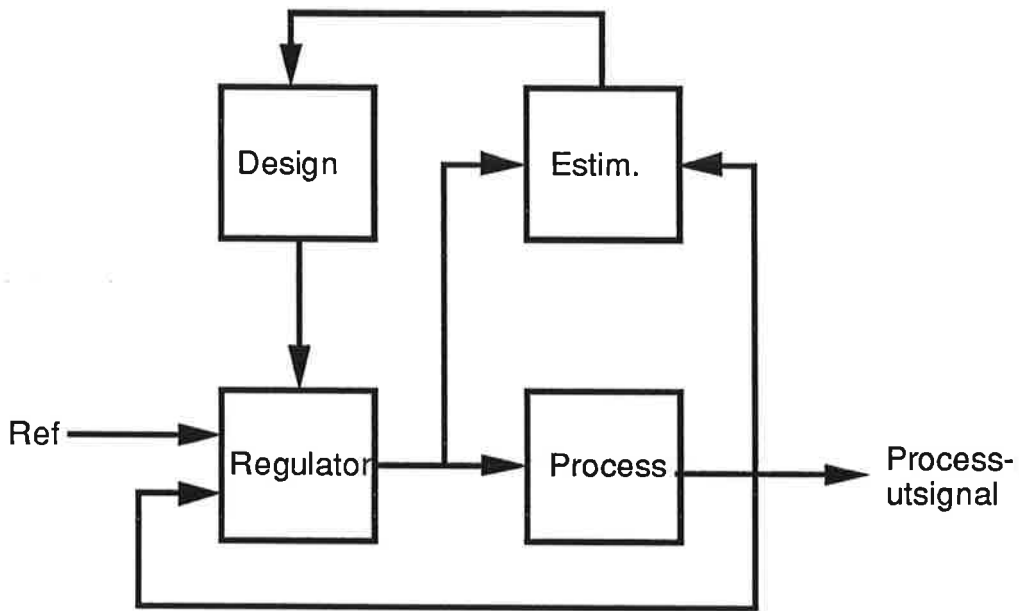 Design
Estim.
Ref
Regulator
Process
Process-
utsignal